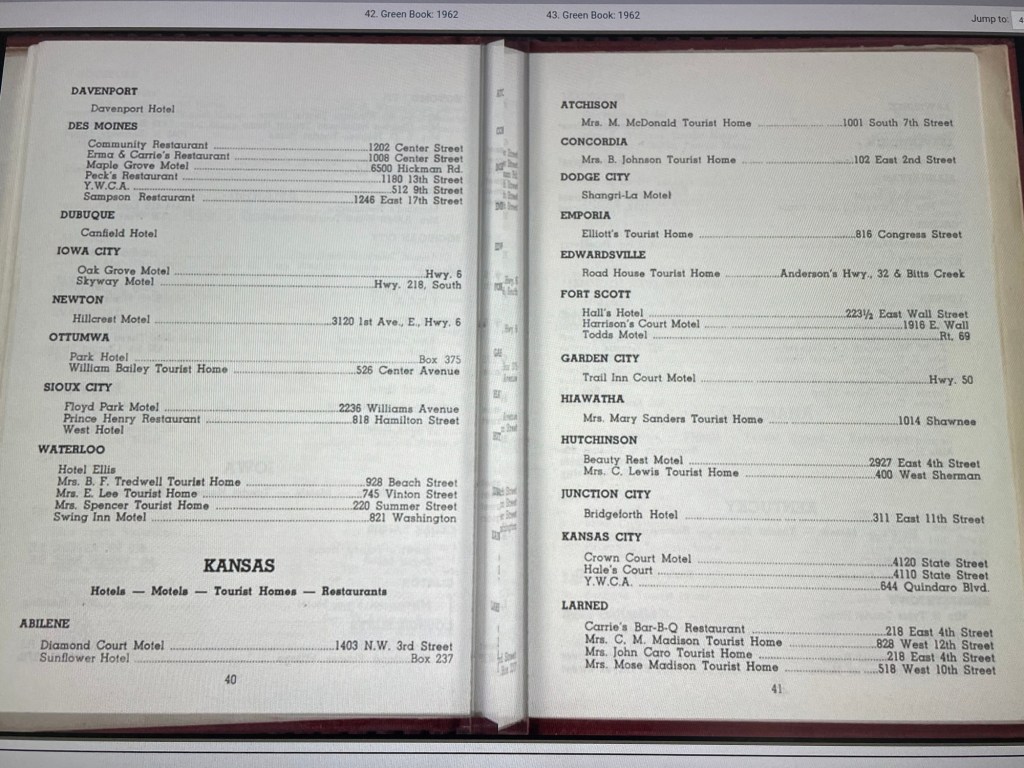 42. Green Book: 1962
43. Green Book: 1962
Jump to: 4
DAVENPORT
Davenport Hotel
DES MOINES
Community Restaurant ........ 1202 Center Street
Erma & Carrie's Restaurant ........ 1008 Center Street
Maple Grove Motel ........ 6500 Hickman Rd.
Peck's Restaurant ........ 1180 13th Street
Y.W.C.A. ........ 512 9th Street
Sampson Restaurant ........ 1246 East 17th Street
DUBUQUE
Canfield Hotel
IOWA CITY
Oak Grove Motel ........ Hwy. 6
Skyway Motel ........ Hwy. 218, South
NEWTON
Hillcrest Motel ........ 3120 1st Ave., E., Hwy. 6
OTTUMWA
Park Hotel ........ Box 375
William Bailey Tourist Home ........ 526 Center Avenue
SIOUX CITY
Floyd Park Motel ........ 2236 Williams Avenue
Prince Henry Restaurant ........ 818 Hamilton Street
West Hotel
WATERLOO
Hotel Ellis
Mrs. B. F. Tredwell Tourist Home ........ 928 Beach Street
Mrs. E. Lee Tourist Home ........ 745 Vinton Street
Mrs. Spencer Tourist Home ........ 220 Summer Street
Swing Inn Motel ........ 821 Washington
KANSAS
Hotels — Motels — Tourist Homes — Restaurants
ABILENE
Diamond Court Motel ........ 1403 N.W. 3rd Street
Sunflower Hotel ........ Box 237
40
ATCHISON
Mrs. M. McDonald Tourist Home ........ 1001 South 7th Street
CONCORDIA
Mrs. B. Johnson Tourist Home ........ 102 East 2nd Street
DODGE CITY
Shangri-La Motel
EMPORIA
Elliott's Tourist Home ........ 816 Congress Street
EDWARDSVILLE
Road House Tourist Home ........ Anderson's Hwy., 32 & Bitts Creek
FORT SCOTT
Hall's Hotel ........ 223½ East Wall Street
Harrison's Court Motel ........ 1916 E. Wall
Todds Motel ........ Rt. 69
GARDEN CITY
Trail Inn Court Motel ........ Hwy. 50
HIAWATHA
Mrs. Mary Sanders Tourist Home ........ 1014 Shawnee
HUTCHINSON
Beauty Rest Motel ........ 2927 East 4th Street
Mrs. C. Lewis Tourist Home ........ 400 West Sherman
JUNCTION CITY
Bridgeforth Hotel ........ 311 East 11th Street
KANSAS CITY
Crown Court Motel ........ 4120 State Street
Hale's Court ........ 4110 State Street
Y.W.C.A. ........ 644 Quindaro Blvd.
LARNED
Carrie's Bar-B-Q Restaurant ........ 218 East 4th Street
Mrs. C. M. Madison Tourist Home ........ 828 West 12th Street
Mrs. John Caro Tourist Home ........ 218 East 4th Street
Mrs. Mose Madison Tourist Home ........ 518 West 10th Street
41